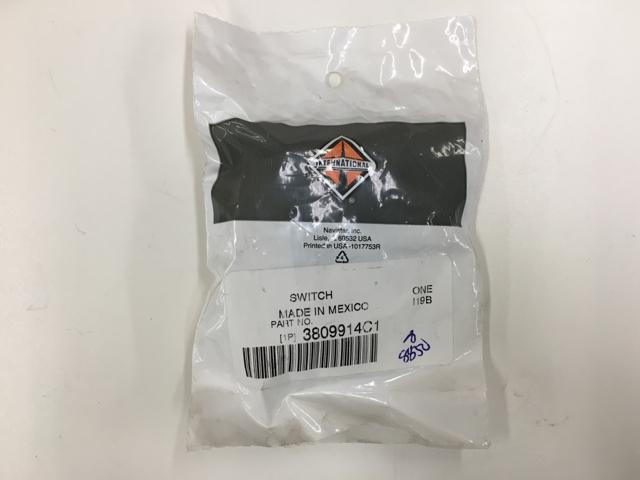 INTERNATIONAL
®
Navistar, Inc.
Lisle, IL 60532 USA
Printed in USA -1017753R
SWITCH ONE
MADE IN MEXICO 119B
PART NO.
[1P] 3809914C1